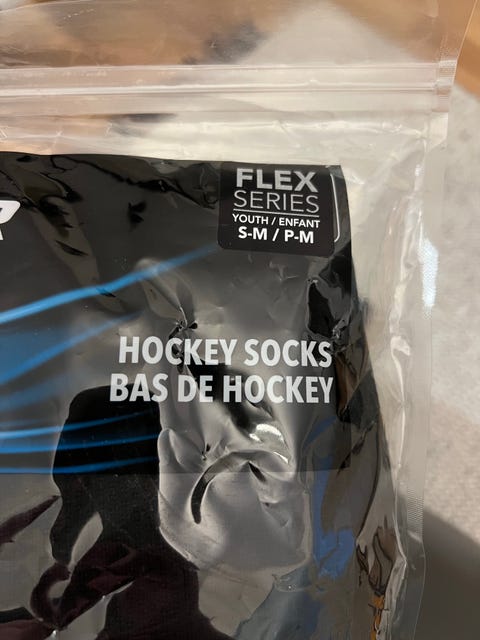 FLEX
SERIES
YOUTH / ENFANT
S-M / P-M
HOCKEY SOCKS
BAS DE HOCKEY